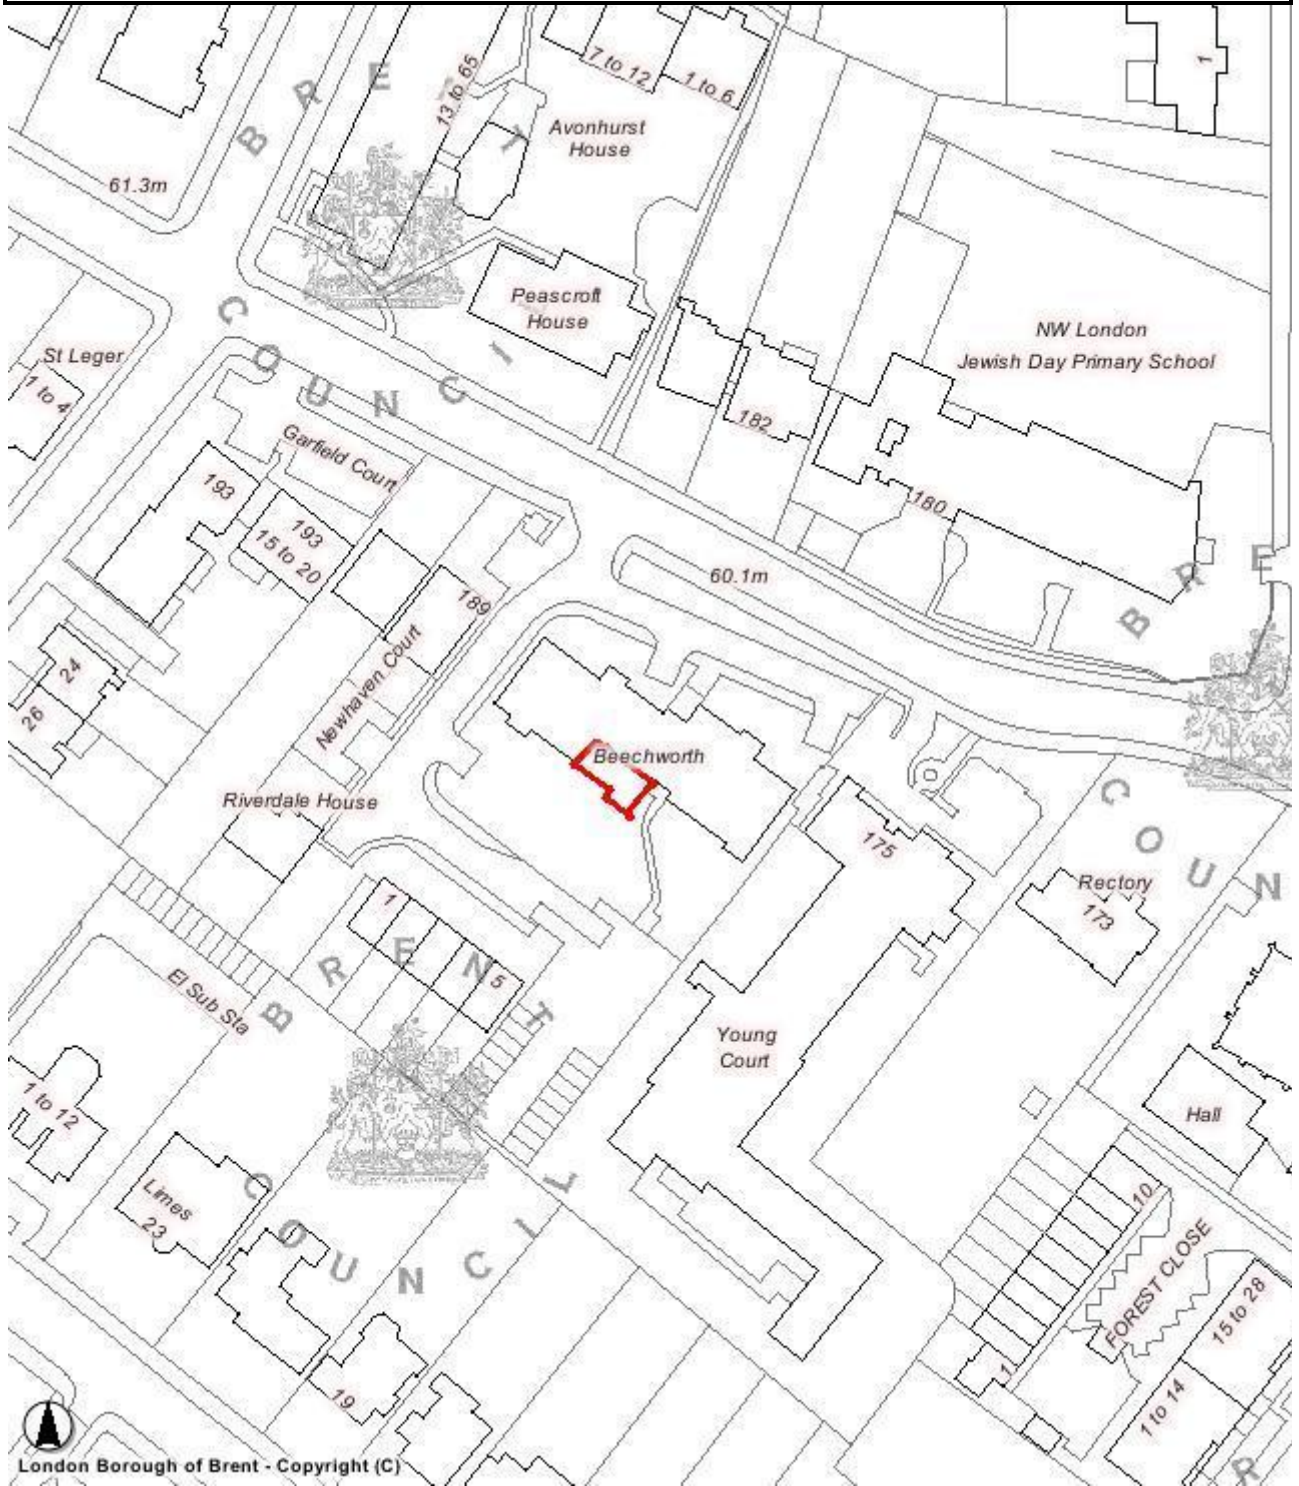 1
7 to 12
1 to 6
13 to 65
BRENT
COUNCIL
Avonhurst
House
61.3m
Peascroft
House
St Leger
1 to 4
NW London
Jewish Day Primary School
182
Garfield Court
193
193
15 to 20
180
60.1m
189
BRE
24
26
Newhaven Court
Beechworth
Riverdale House
175
COUN
Rectory
173
1
5
BRENT
COUNCIL
El Sub Sta
Young
Court
1 to 12
Hall
Limes
23
10
FOREST CLOSE
15 to 28
1
1 to 14
19
R
London Borough of Brent - Copyright (C)